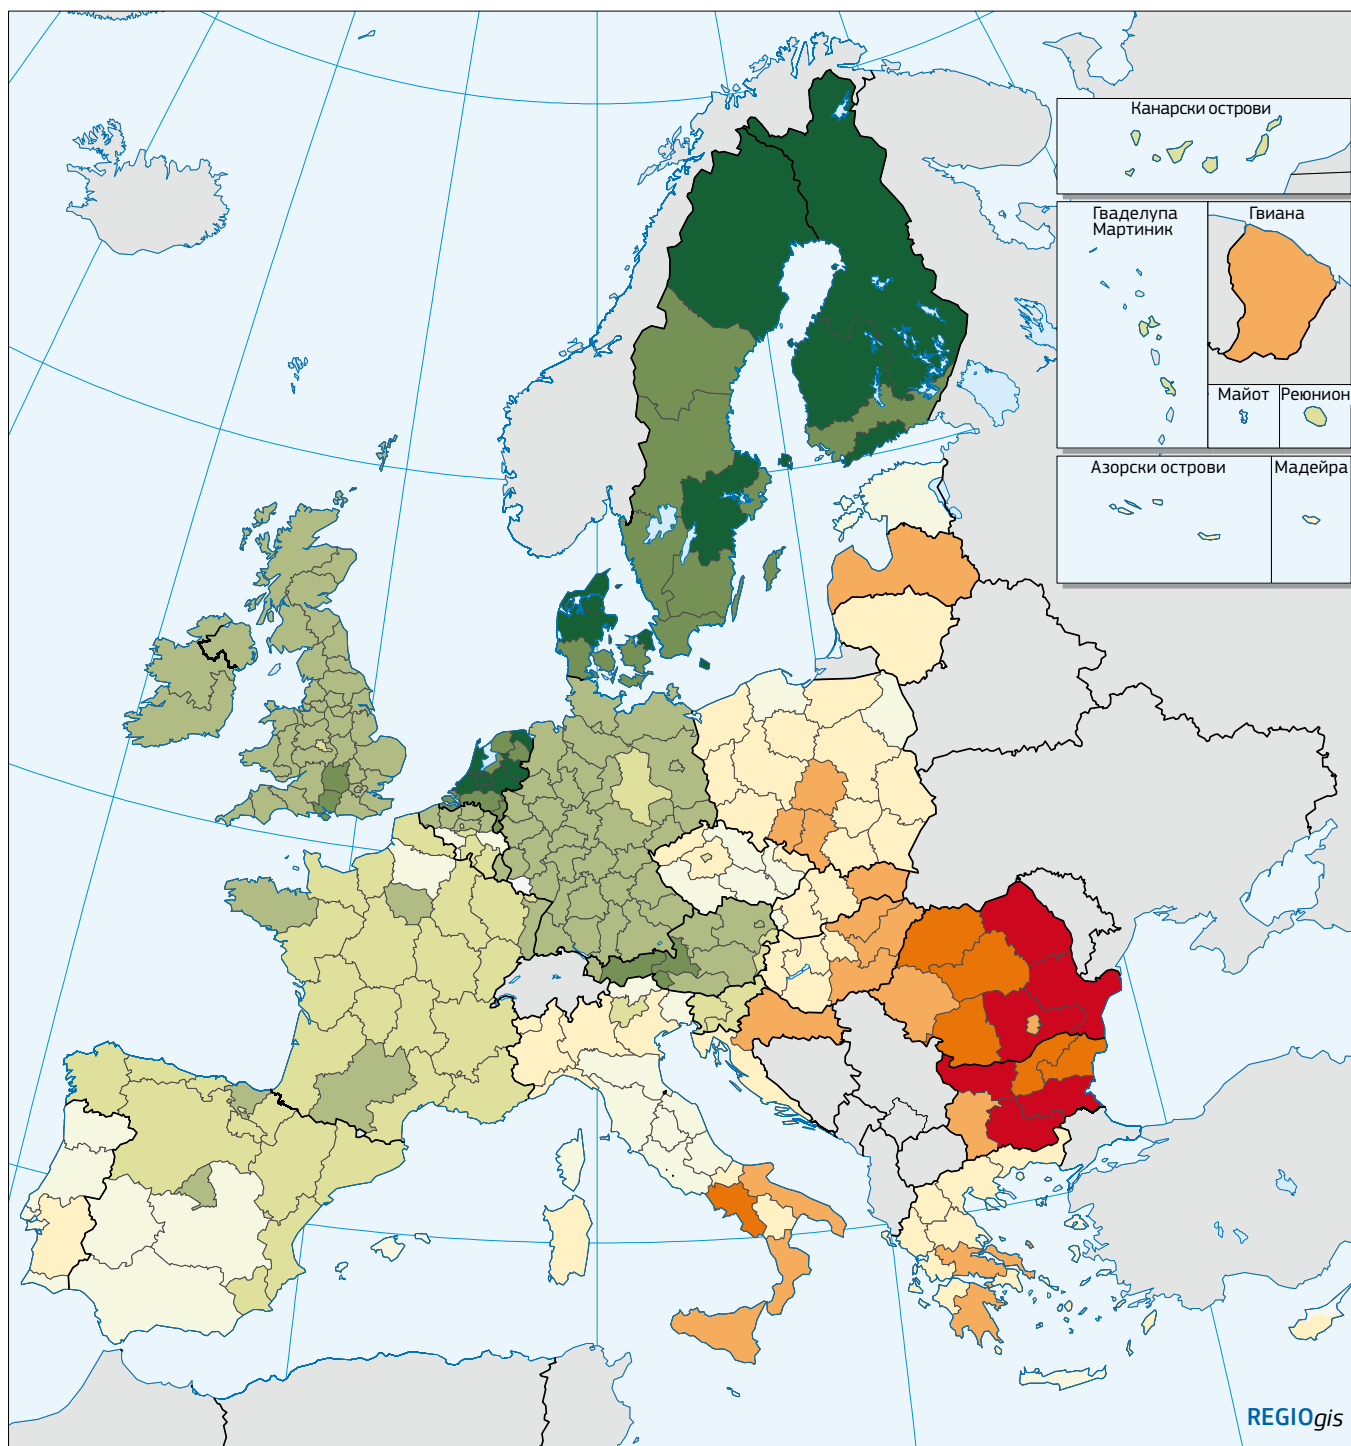 Канарски острови
Гваделупа
Мартиник
Гвиана
Майот
Реюнион
Азорски острови
Мадейра
REGIOgis